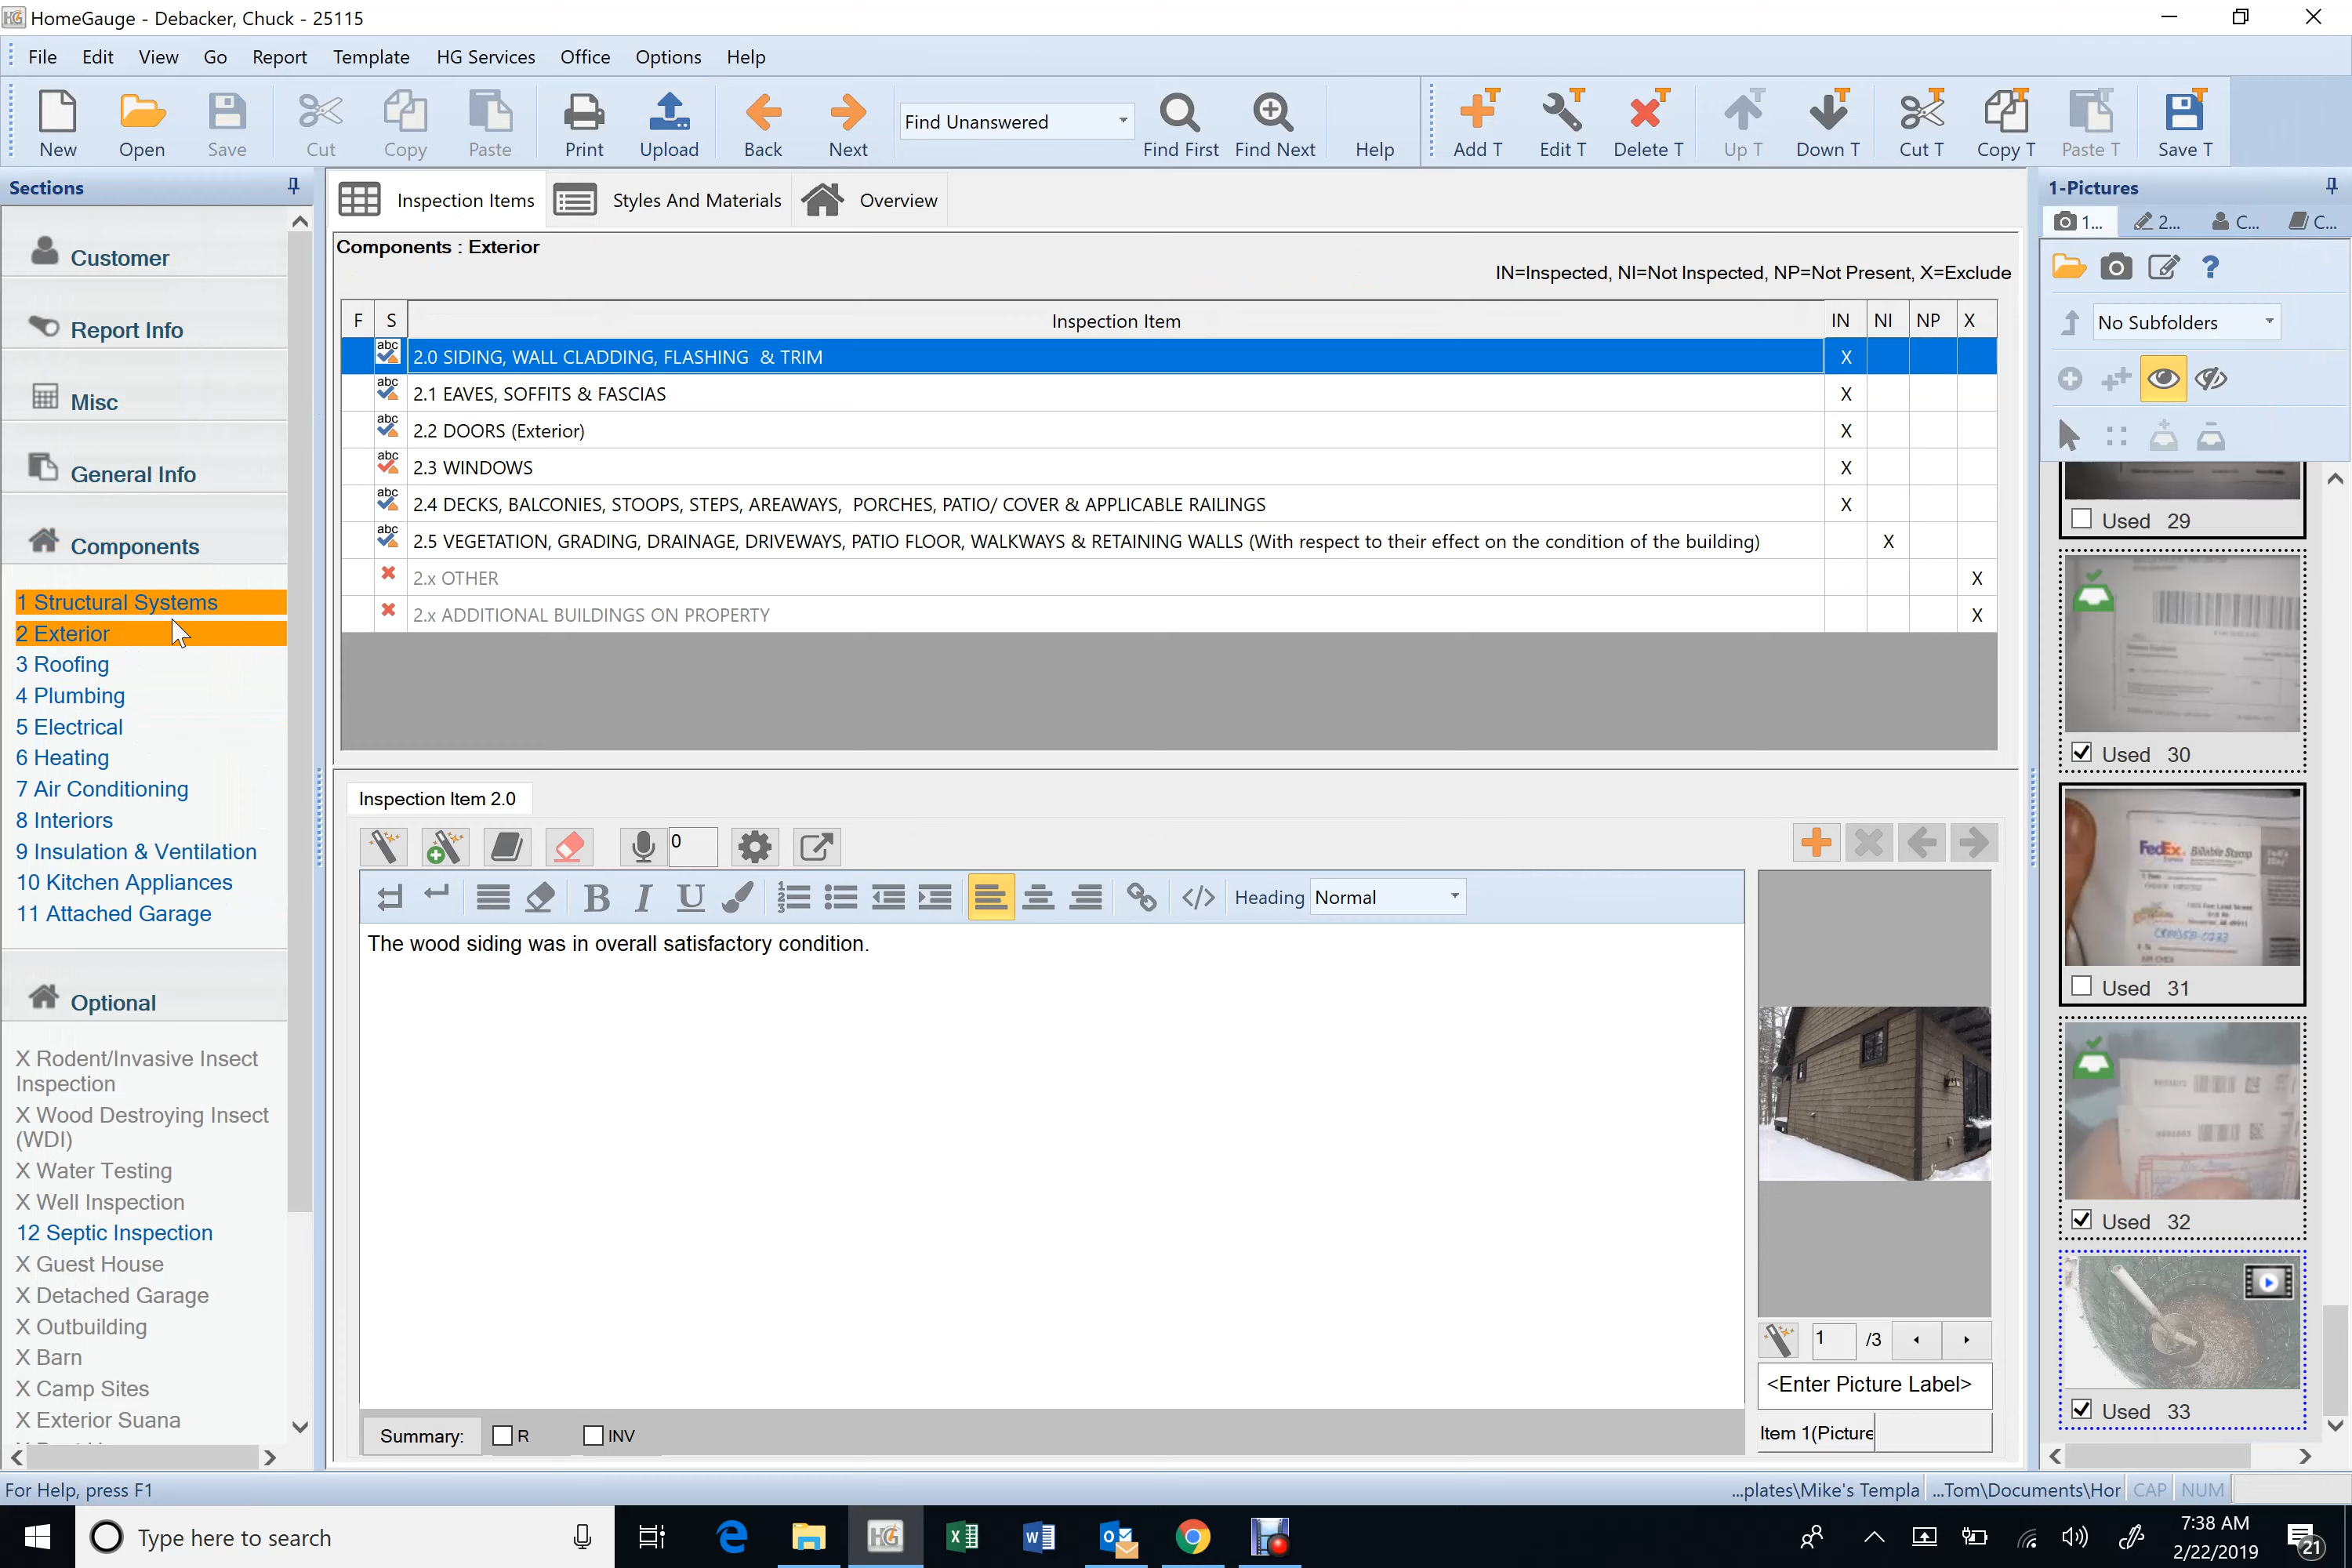 HomeGauge - Debacker, Chuck - 25115
File Edit View Go Report Template HG Services Office Options Help
New Open Save Cut Copy Paste Print Upload Back Next Find Unanswered Find First Find Next Help Add T Edit T Delete T Up T Down T Cut T Copy T Paste T Save T
Sections
Customer
Report Info
Misc
General Info
Components
1 Structural Systems
2 Exterior
3 Roofing
4 Plumbing
5 Electrical
6 Heating
7 Air Conditioning
8 Interiors
9 Insulation & Ventilation
10 Kitchen Appliances
11 Attached Garage
Optional
X Rodent/Invasive Insect
Inspection
X Wood Destroying Insect
(WDI)
X Water Testing
X Well Inspection
12 Septic Inspection
X Guest House
X Detached Garage
X Outbuilding
X Barn
X Camp Sites
X Exterior Suana
Inspection Items Styles And Materials Overview
Components : Exterior
IN=Inspected, NI=Not Inspected, NP=Not Present, X=Exclude
F S Inspection Item IN NI NP X
abc 2.0 SIDING, WALL CLADDING, FLASHING & TRIM X
abc 2.1 EAVES, SOFFITS & FASCIAS X
abc 2.2 DOORS (Exterior) X
abc 2.3 WINDOWS X
abc 2.4 DECKS, BALCONIES, STOOPS, STEPS, AREAWAYS, PORCHES, PATIO/ COVER & APPLICABLE RAILINGS X
abc 2.5 VEGETATION, GRADING, DRAINAGE, DRIVEWAYS, PATIO FLOOR, WALKWAYS & RETAINING WALLS (With respect to their effect on the condition of the building) X
2.x OTHER X
2.x ADDITIONAL BUILDINGS ON PROPERTY X
Inspection Item 2.0
0
B I U Heading Normal
The wood siding was in overall satisfactory condition.
1 /3
<Enter Picture Label>
Item 1(Picture
Summary: R INV
1-Pictures
1... 2... C... C...
No Subfolders
Used 29
Used 30
FedEx Billable Stamp
Used 31
Used 32
Used 33
For Help, press F1
...plates\Mike's Templa ...Tom\Documents\Hor CAP NUM
Type here to search
7:38 AM
2/22/2019
21